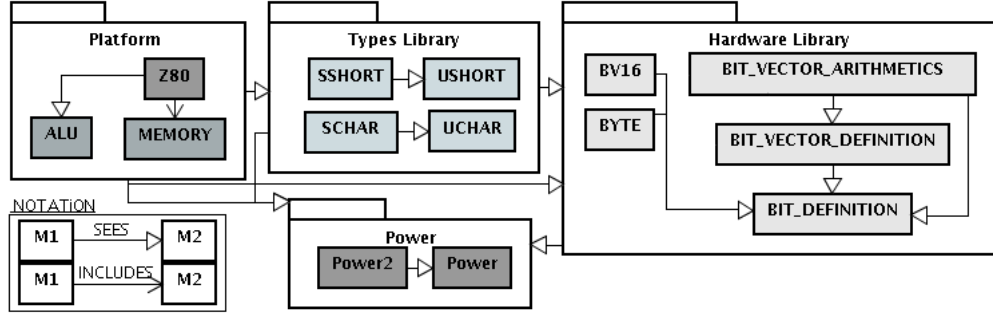 Platform
Z80
ALU
MEMORY
Types Library
SSHORT
USHORT
SCHAR
UCHAR
Hardware Library
BV16
BIT_VECTOR_ARITHMETICS
BYTE
BIT_VECTOR_DEFINITION
BIT_DEFINITION
NOTATiON
M1
SEES
M2
M1
INCLUDES
M2
Power
Power2
Power